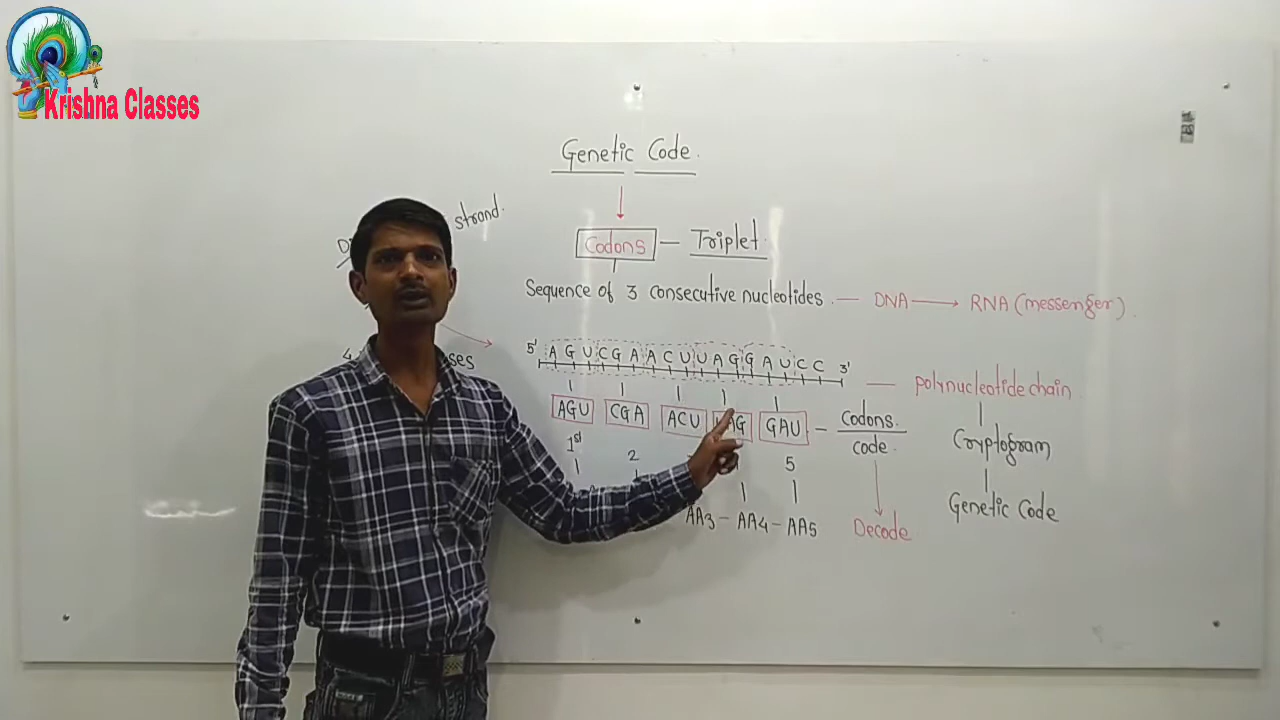 Krishna Classes
Genetic Code.
strand.
Codons — Triplet
Sequence of 3 consecutive nucleotides. — DNA → RNA (messenger).
5' A G U C G A A C U U A G G A U C C 3' — polynucleotide chain
AGU CGA ACU UAG GAU — Codons. code.
1st 2 5
Cryptogram
Genetic Code
AA3 - AA4 - AA5
Decode